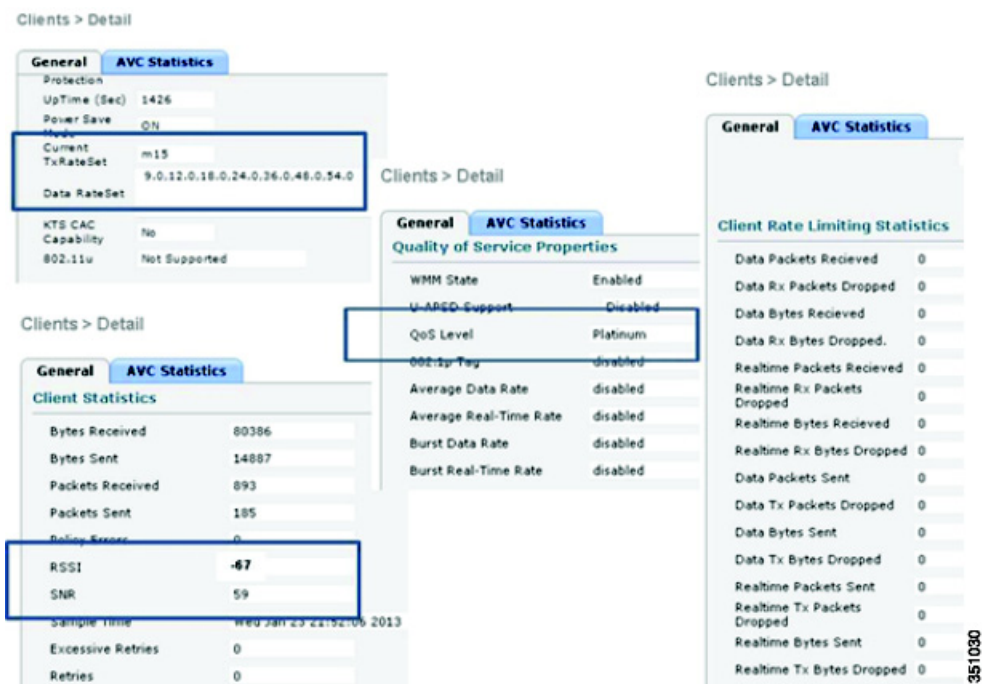 Clients > Detail
General AVC Statistics
Protection
UpTime (Sec) 1426
Power Save
Mode ON
Current
TxRateSet m15
9.0,12.0,18.0,24.0,36.0,48.0,54.0
Data RateSet
KTS CAC
Capability No
802.11u Not Supported
Clients > Detail
General AVC Statistics
Client Statistics
Bytes Received 80386
Bytes Sent 14887
Packets Received 893
Packets Sent 185
Policy Errors 0
RSSI -67
SNR 59
Sample Time Wed Jan 23 21:52:06 2013
Excessive Retries 0
Retries 0
Clients > Detail
General AVC Statistics
Quality of Service Properties
WMM State Enabled
U-APSD Support Disabled
QoS Level Platinum
802.1p Tag disabled
Average Data Rate disabled
Average Real-Time Rate disabled
Burst Data Rate disabled
Burst Real-Time Rate disabled
Clients > Detail
General AVC Statistics
Client Rate Limiting Statistics
Data Packets Recieved 0
Data Rx Packets Dropped 0
Data Bytes Recieved 0
Data Rx Bytes Dropped. 0
Realtime Packets Recieved 0
Realtime Rx Packets
Dropped 0
Realtime Bytes Recieved 0
Realtime Rx Bytes Dropped 0
Data Packets Sent 0
Data Tx Packets Dropped 0
Data Bytes Sent 0
Data Tx Bytes Dropped 0
Realtime Packets Sent 0
Realtime Tx Packets
Dropped 0
Realtime Bytes Sent 0
Realtime Tx Bytes Dropped 0
351030